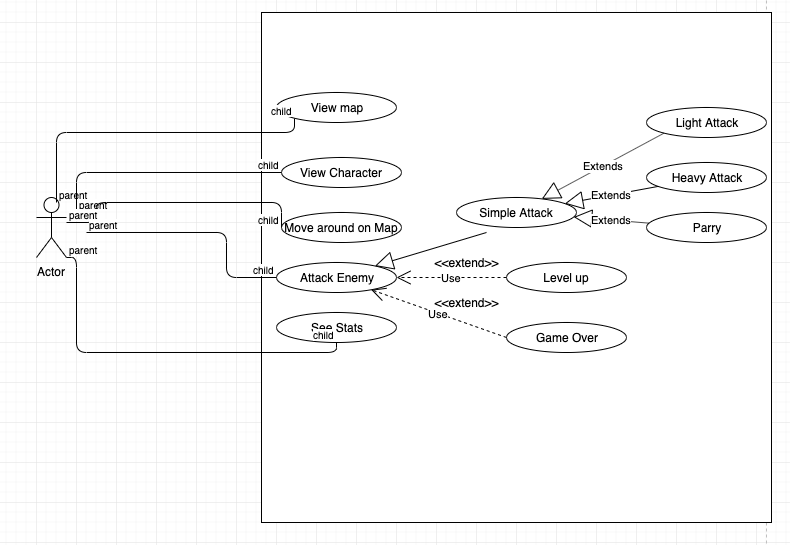 View map
child
Light Attack
View Character
child
Extends
Heavy Attack
Extends
parent
parent
parent
parent
child
Move around on Map
Simple Attack
Extends
Parry
parent
Actor
child
Attack Enemy
<<extend>>
Use
Level up
<<extend>>
Use
See Stats
child
Game Over